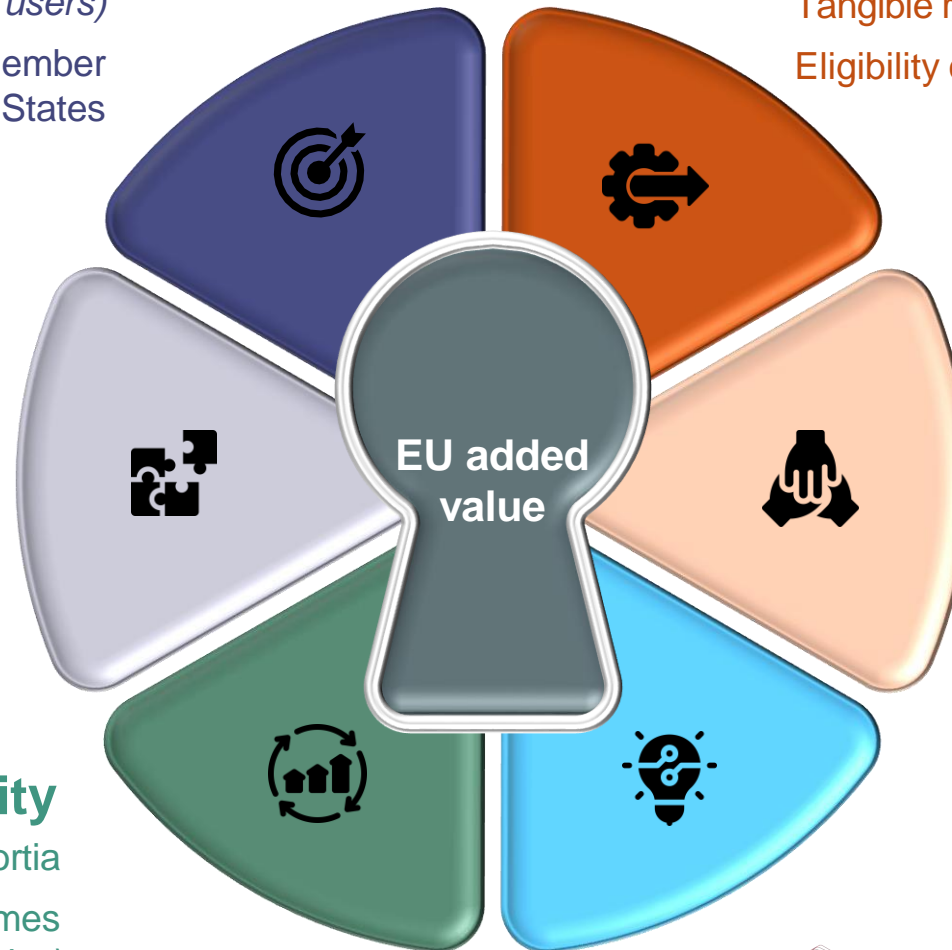 users)
ember
States
Tangible
Eligibility
EU added
value
ity
ortia
mes